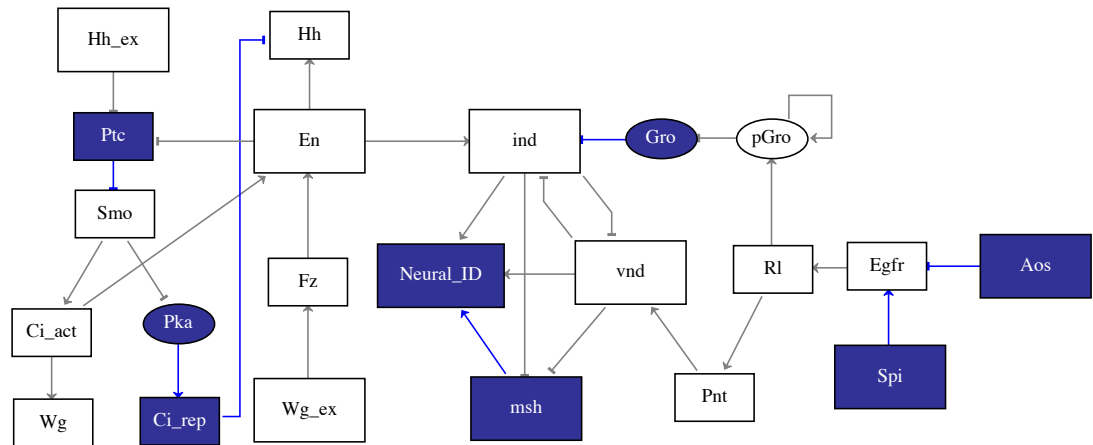 Hh_ex
Hh
Ptc
En
ind
Gro
pGro
Smo
Neural_ID
vnd
Rl
Egfr
Aos
Fz
Ci_act
Pka
Wg
Ci_rep
Wg_ex
msh
Pnt
Spi